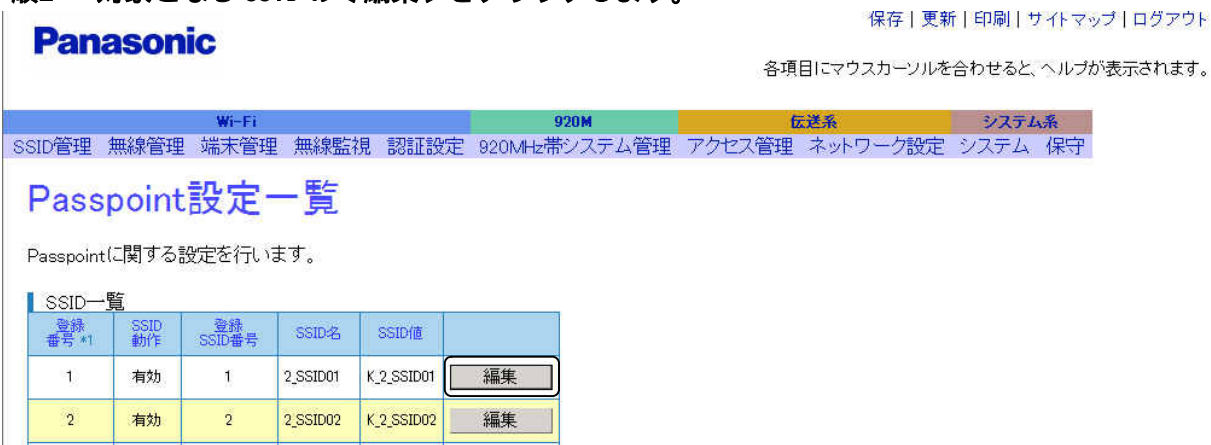 保存 | 更新 | 印刷 | サイトマップ | ログアウト
Panasonic
各項目にマウスカーソルを合わせると、ヘルプが表示されます。
Wi-Fi 920M 伝送系 システム系
SSID管理 無線管理 端末管理 無線監視 認証設定 920MHz帯システム管理 アクセス管理 ネットワーク設定 システム 保守
Passpoint設定一覧
Passpointに関する設定を行います。
SSID一覧
登録番号 *1 SSID動作 登録SSID番号 SSID名 SSID値
1 有効 1 2_SSID01 K_2_SSID01 編集
2 有効 2 2_SSID02 K_2_SSID02 編集